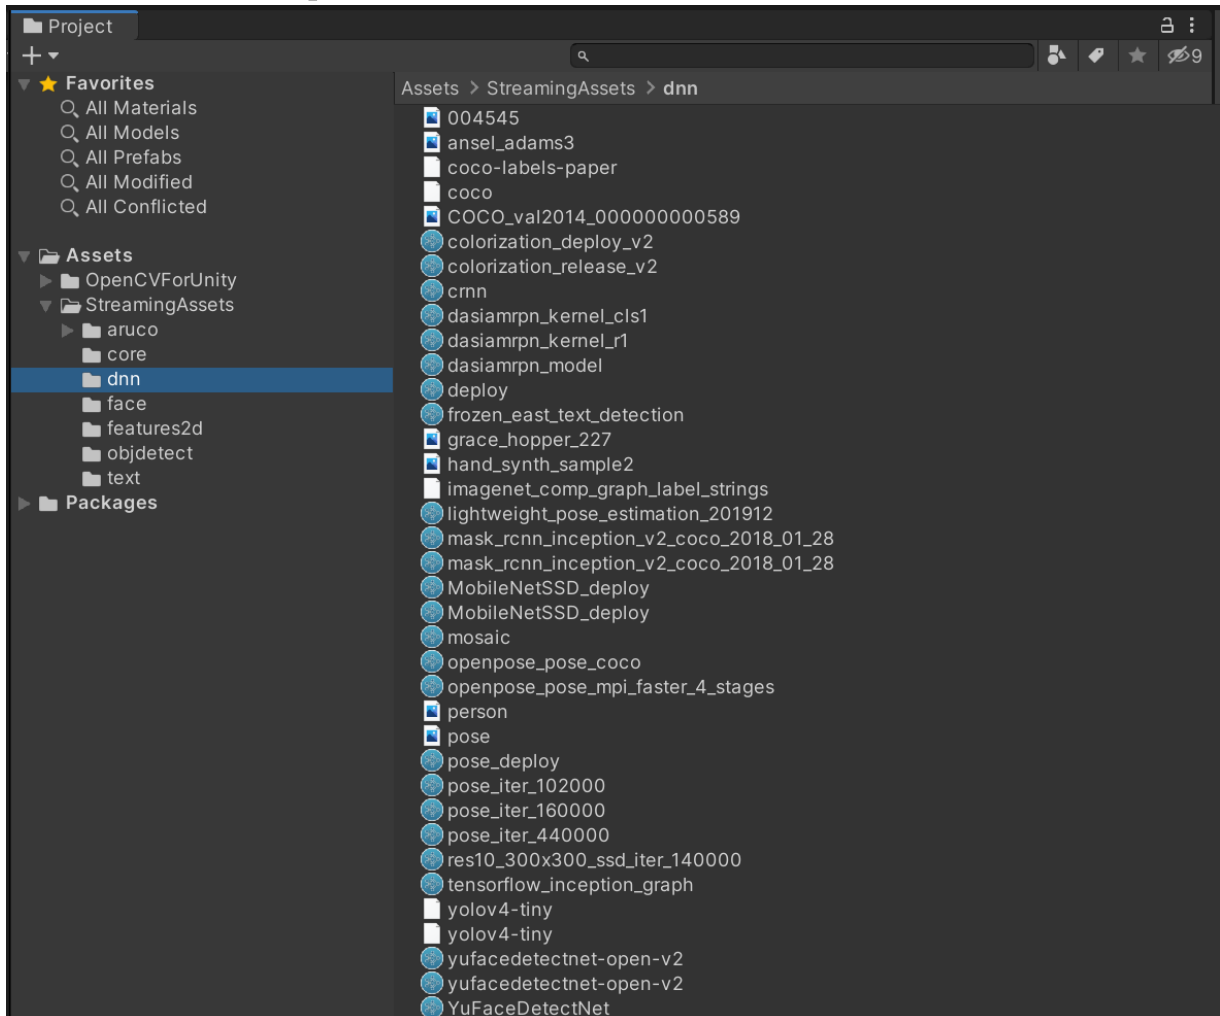 Project
9
Favorites
All Materials
All Models
All Prefabs
All Modified
All Conflicted
Assets
OpenCVForUnity
StreamingAssets
aruco
core
dnn
face
features2d
objdetect
text
Packages
Assets > StreamingAssets > dnn
004545
ansel_adams3
coco-labels-paper
coco
COCO_val2014_000000000589
colorization_deploy_v2
colorization_release_v2
crnn
dasiamrpn_kernel_cls1
dasiamrpn_kernel_r1
dasiamrpn_model
deploy
frozen_east_text_detection
grace_hopper_227
hand_synth_sample2
imagenet_comp_graph_label_strings
lightweight_pose_estimation_201912
mask_rcnn_inception_v2_coco_2018_01_28
mask_rcnn_inception_v2_coco_2018_01_28
MobileNetSSD_deploy
MobileNetSSD_deploy
mosaic
openpose_pose_coco
openpose_pose_mpi_faster_4_stages
person
pose
pose_deploy
pose_iter_102000
pose_iter_160000
pose_iter_440000
res10_300x300_ssd_iter_140000
tensorflow_inception_graph
yolov4-tiny
yolov4-tiny
yufacedetectnet-open-v2
yufacedetectnet-open-v2
YuFaceDetectNet